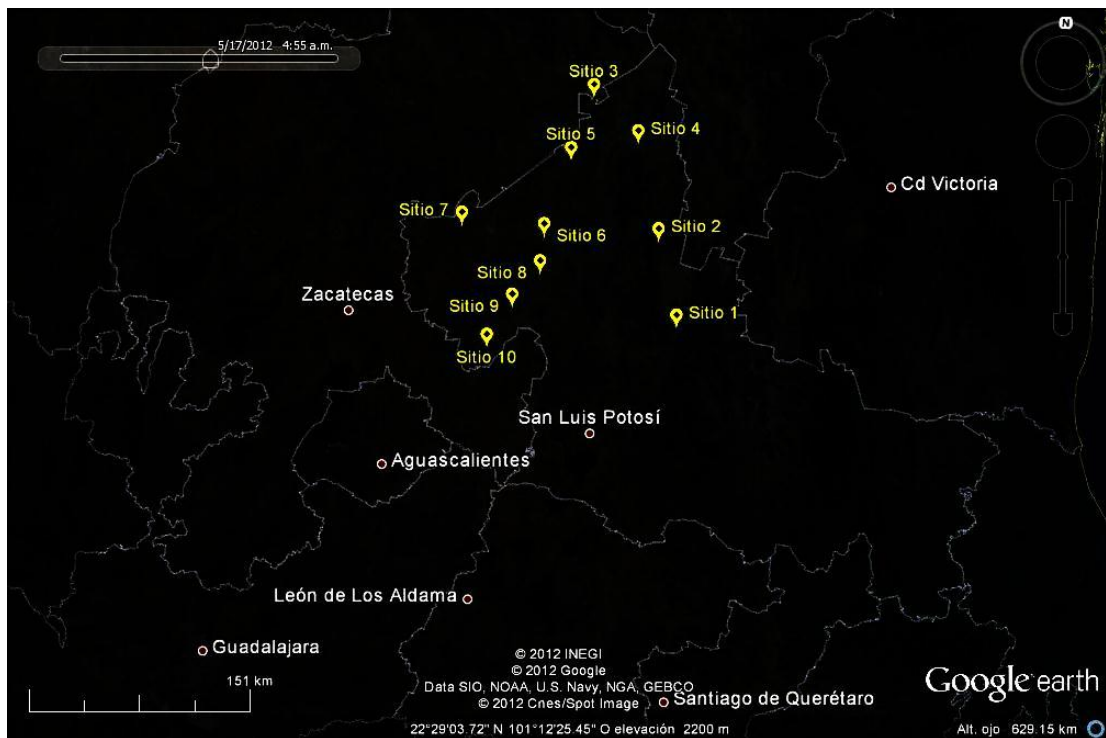 5/17/2012 4:55 a.m.
N
Sitio 3
Sitio 4
Sitio 5
Cd Victoria
Sitio 7
Sitio 2
Sitio 6
Sitio 8
Zacatecas
Sitio 9
Sitio 1
Sitio 10
San Luis Potosí
Aguascalientes
León de Los Aldama
Guadalajara
© 2012 INEGI
© 2012 Google
Data SIO, NOAA, U.S. Navy, NGA, GEBCO
© 2012 Cnes/Spot Image
151 km
Santiago de Querétaro
Google earth
22°29'03.72" N 101°12'25.45" O elevación 2200 m
Alt. ojo 629.15 km